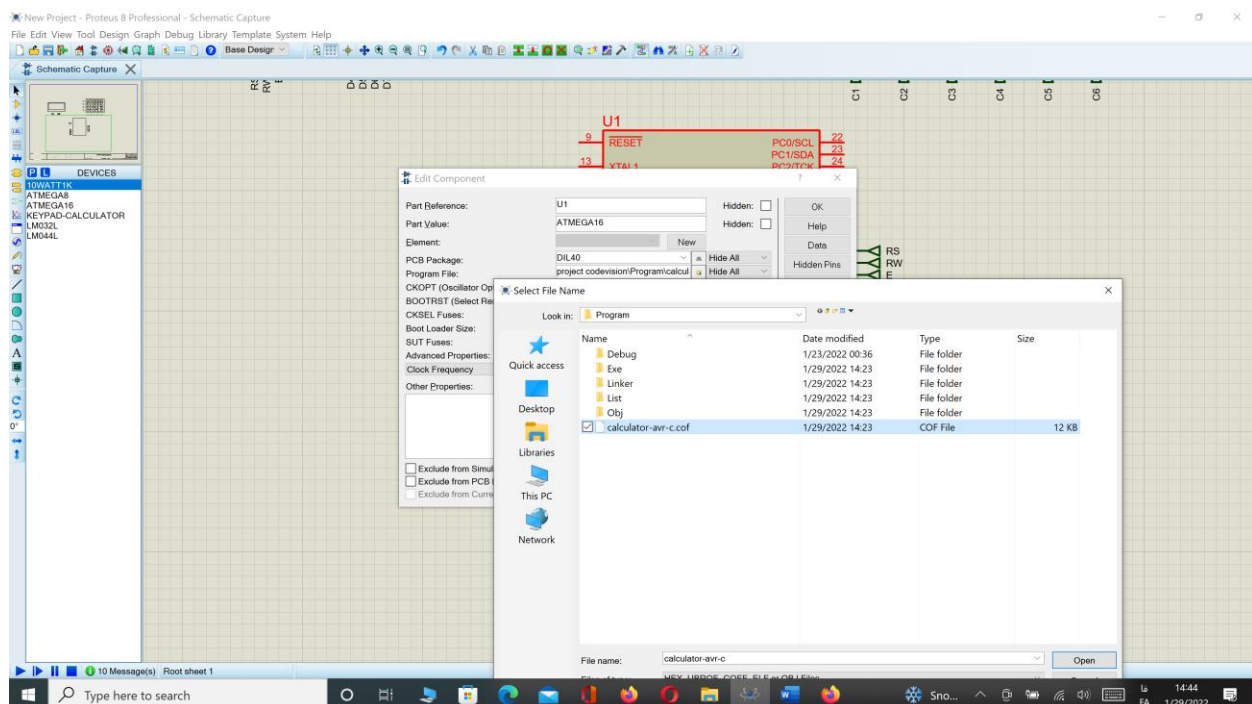 New Project - Proteus 8 Professional - Schematic Capture
File Edit View Tool Design Graph Debug Library Template System Help
Base Design
Schematic Capture
C1 C2 C3 C4 C5 C6
U1
9 RESET PC0/SCL 22
PC1/SDA 23
13 XTAL1 PC2/TCK 24
P L DEVICES
10WATT1K
ATMEGA8
ATMEGA16
KEYPAD-CALCULATOR
LM032L
LM044L
Edit Component ? ×
Part Reference: U1 Hidden: OK
Part Value: ATMEGA16 Hidden: Help
Element: New Data
PCB Package: DIL40 Hide All Hidden Pins
Program File: project codevision\Program\calcul Hide All
CKOPT (Oscillator Op
BOOTRST (Select Re
CKSEL Fuses:
Boot Loader Size:
SUT Fuses:
Advanced Properties:
Clock Frequency
Other Properties:
Exclude from Simul
Exclude from PCB
Exclude from Curre
RS
RW
E
Select File Name
Look in: Program
Name Date modified Type Size
Debug 1/23/2022 00:36 File folder
Exe 1/29/2022 14:23 File folder
Linker 1/29/2022 14:23 File folder
List 1/29/2022 14:23 File folder
Obj 1/29/2022 14:23 File folder
calculator-avr-c.cof 1/29/2022 14:23 COF File 12 KB
Quick access
Desktop
Libraries
This PC
Network
File name: calculator-avr-c Open
0°
10 Message(s) Root sheet 1
Type here to search
Sno... فا 14:44
FA 1/29/2022